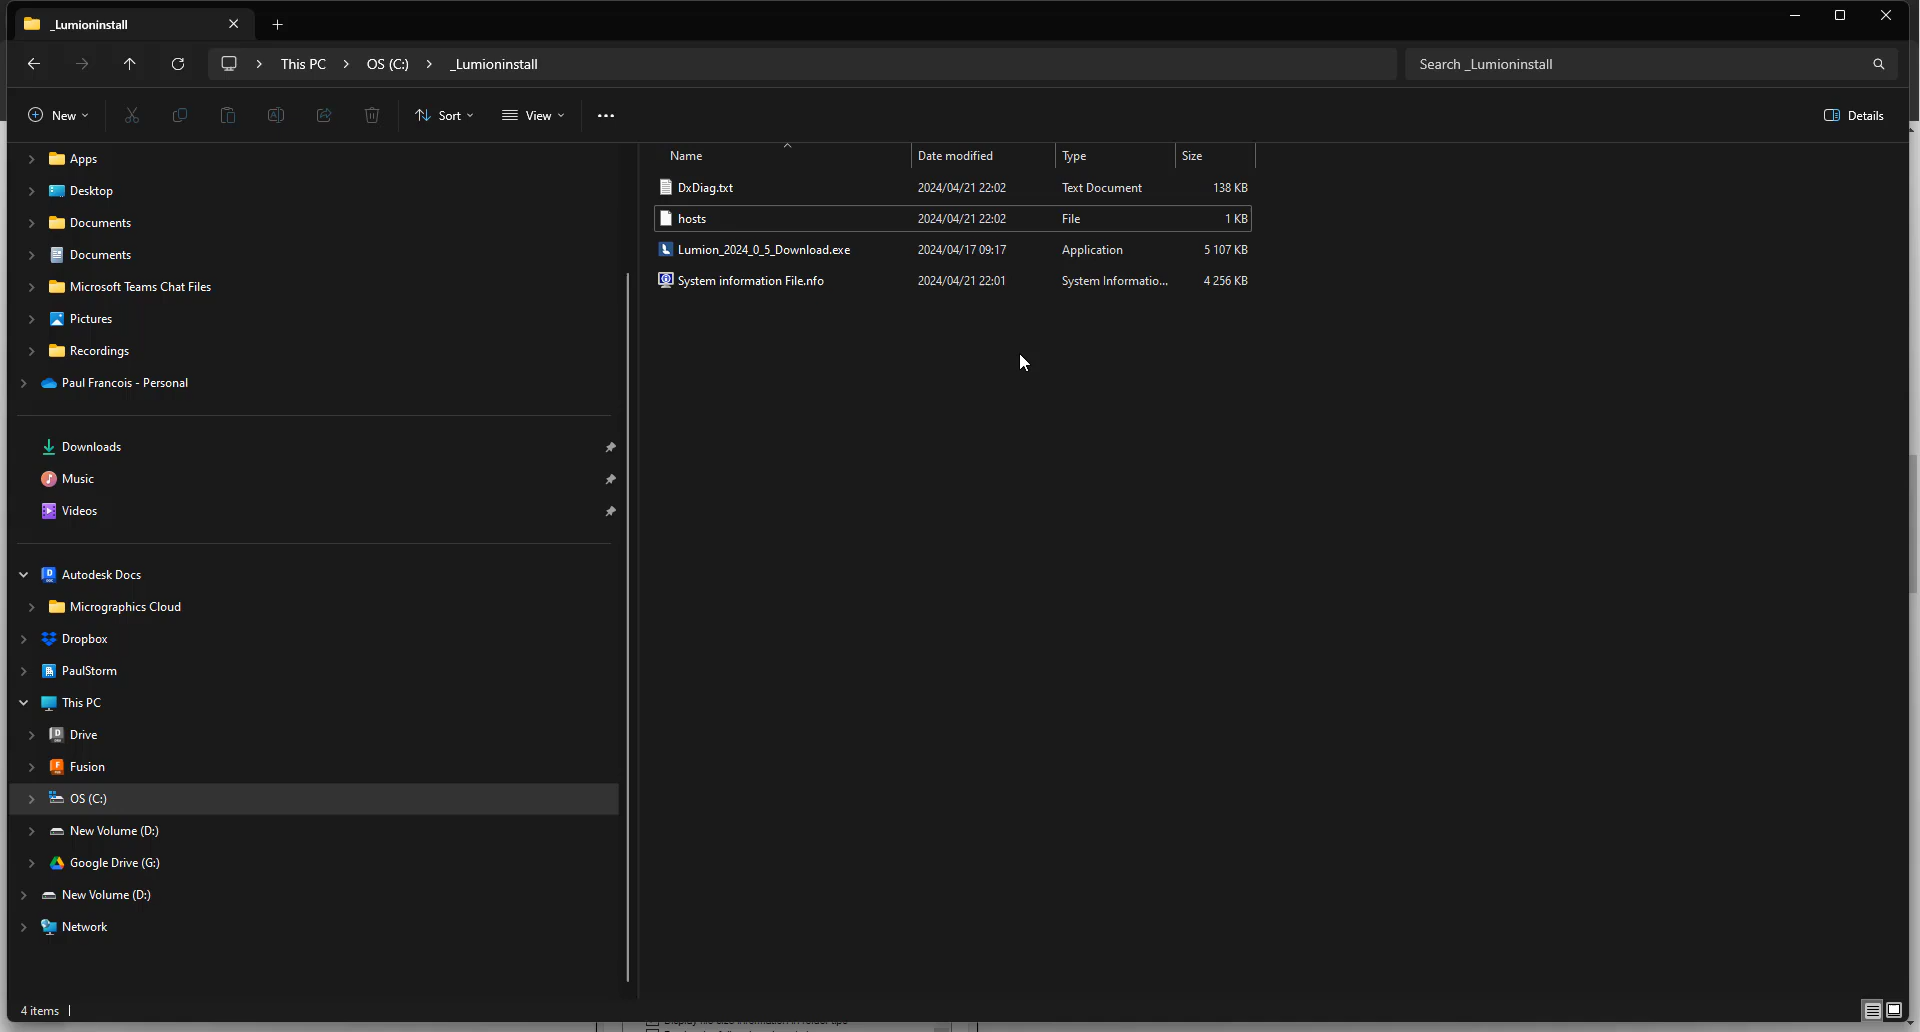 _Lumioninstall
This PC > OS (C:) > _Lumioninstall
Search _Lumioninstall
New
Sort
View
Details
Apps
Desktop
Documents
Documents
Microsoft Teams Chat Files
Pictures
Recordings
Paul Francois - Personal
Downloads
Music
Videos
Autodesk Docs
Micrographics Cloud
Dropbox
PaulStorm
This PC
Drive
Fusion
OS (C:)
New Volume (D:)
Google Drive (G:)
New Volume (D:)
Network
Name Date modified Type Size
DxDiag.txt 2024/04/21 22:02 Text Document 138 KB
hosts 2024/04/21 22:02 File 1 KB
Lumion_2024_0_5_Download.exe 2024/04/17 09:17 Application 5 107 KB
System information File.nfo 2024/04/21 22:01 System Informatio... 4 256 KB
4 items